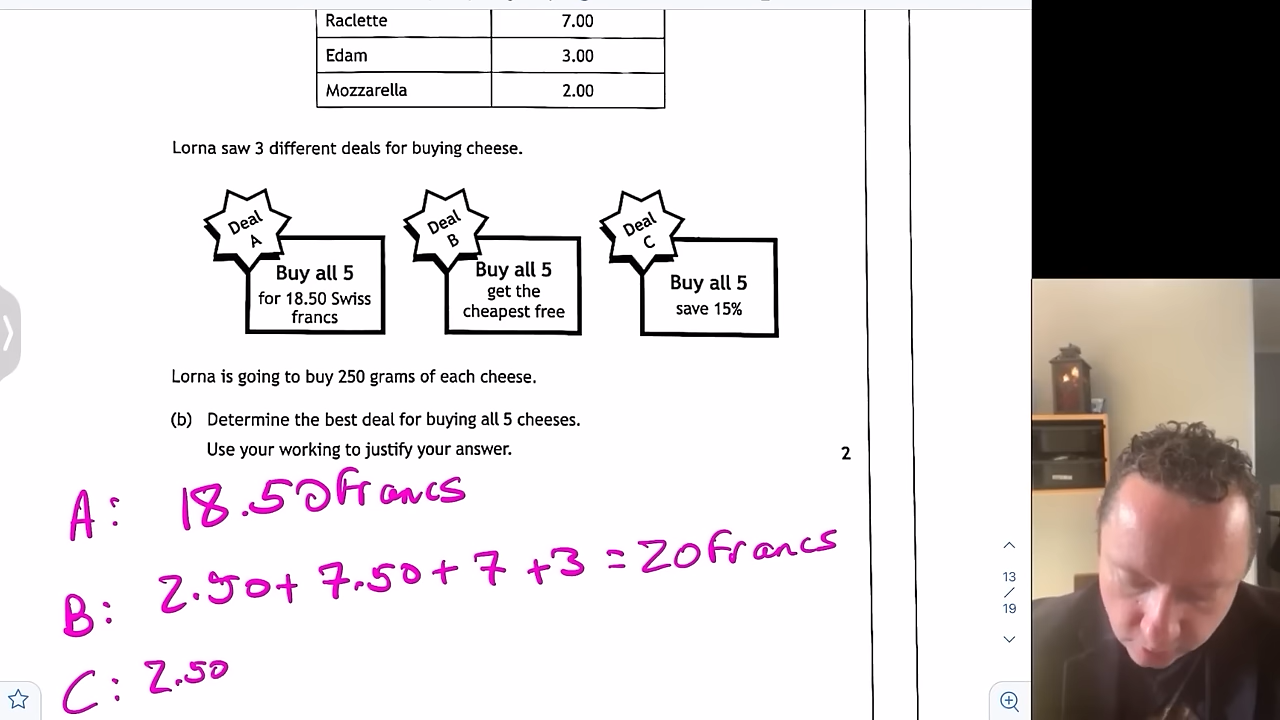 Raclette 7.00
Edam 3.00
Mozzarella 2.00
Lorna saw 3 different deals for buying cheese.
Deal
A
Buy all 5
for 18.50 Swiss
francs
Deal
B
Buy all 5
get the
cheapest free
Deal
C
Buy all 5
save 15%
Lorna is going to buy 250 grams of each cheese.
(b) Determine the best deal for buying all 5 cheeses.
Use your working to justify your answer.
2
A: 18.50 Francs
B: 2.50 + 7.50 + 7 + 3 = 20 Francs
C: 2.50
13
/
19